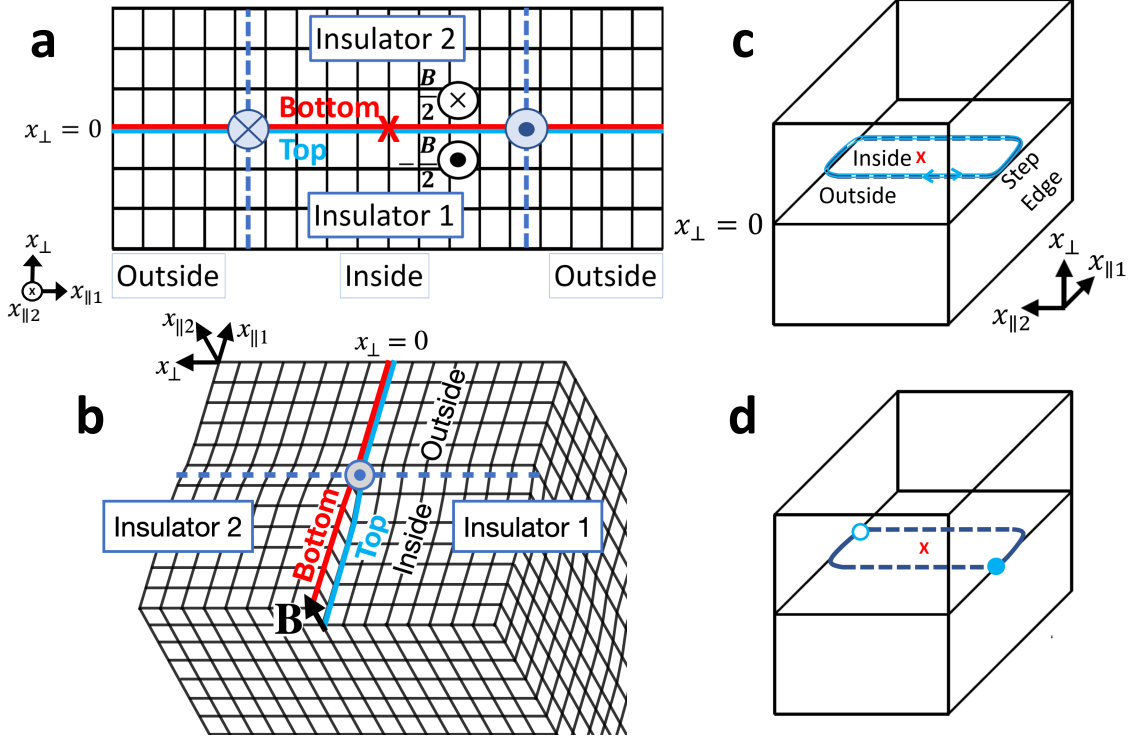 a
Insulator 2
B
2
Bottom
x
x⊥ = 0
X
Top
B
−
2
Insulator 1
x⊥
x
x∥1
x∥2
Outside
Inside
Outside
b
x∥2
x∥1
x⊥
x⊥ = 0
Outside
Insulator 2
Bottom
Top
Inside
Insulator 1
B
c
Inside x
Outside
Step
Edge
x⊥ = 0
x⊥
x∥1
x∥2
d
x